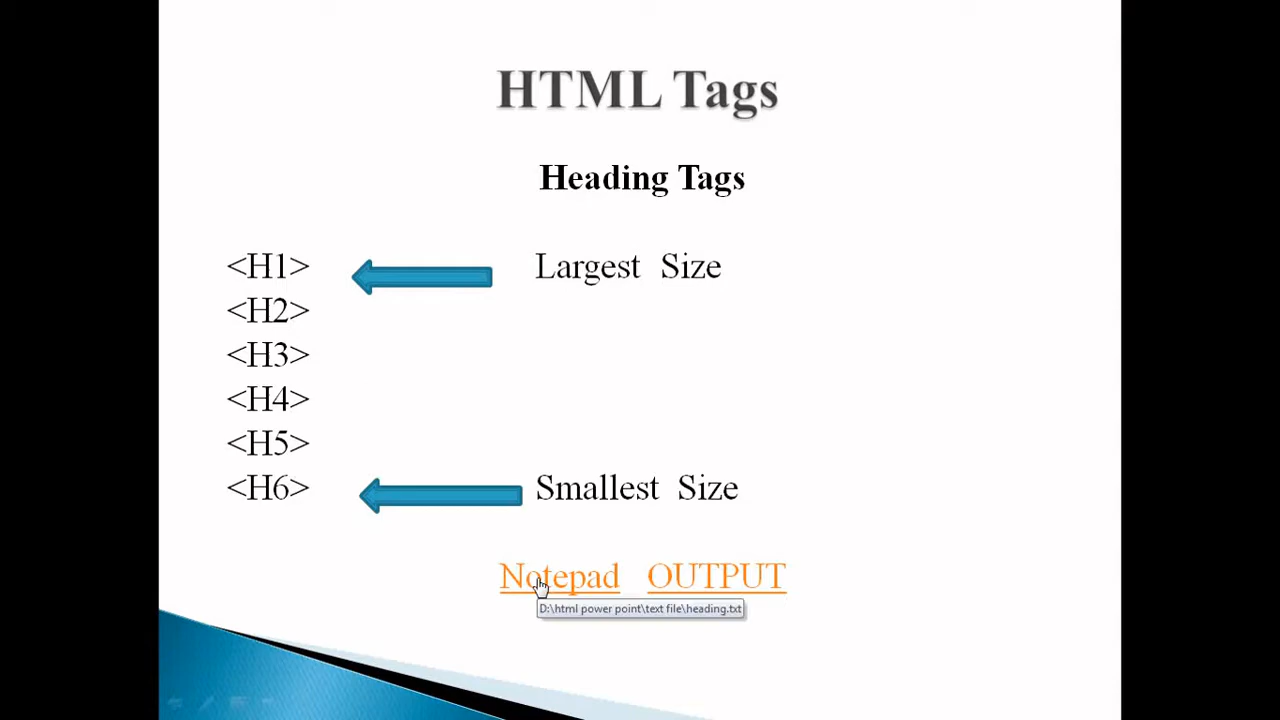 HTML Tags
Heading Tags
<H1> Largest Size
<H2>
<H3>
<H4>
<H5>
<H6> Smallest Size
Notepad OUTPUT
D:\html power point\text file\heading.txt